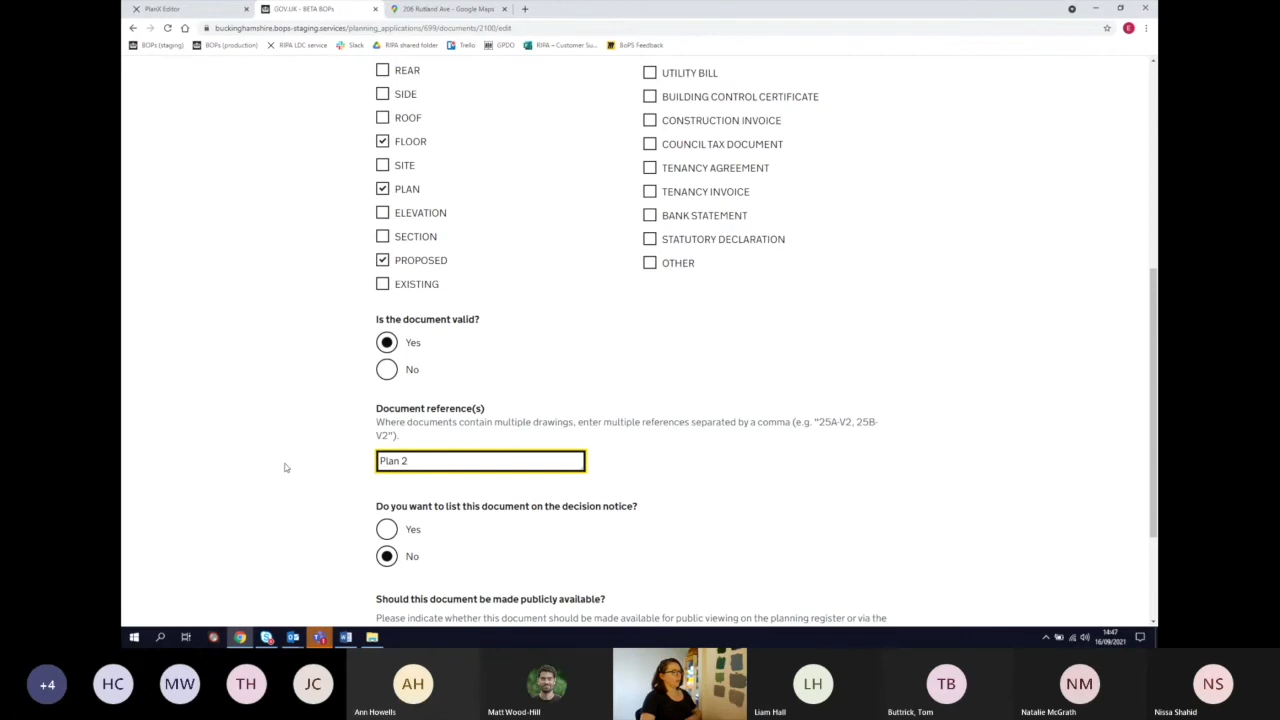 PlanX Editor
GOV.UK - BETA BOPs
206 Rutland Ave - Google Maps
buckinghamshire.bops-staging.services/planning_applications/699/documents/2100/edit
E
BOPs (staging)
BOPs (production)
RIPA LDC service
Slack
RIPA shared folder
Trello
GPDO
RIPA – Customer Su...
BoPS Feedback
REAR
SIDE
ROOF
FLOOR
SITE
PLAN
ELEVATION
SECTION
PROPOSED
EXISTING
UTILITY BILL
BUILDING CONTROL CERTIFICATE
CONSTRUCTION INVOICE
COUNCIL TAX DOCUMENT
TENANCY AGREEMENT
TENANCY INVOICE
BANK STATEMENT
STATUTORY DECLARATION
OTHER
Is the document valid?
Yes
No
Document reference(s)
Where documents contain multiple drawings, enter multiple references separated by a comma (e.g. "25A-V2, 25B-
V2").
Plan 2
Do you want to list this document on the decision notice?
Yes
No
Should this document be made publicly available?
Please indicate whether this document should be made available for public viewing on the planning register or via the
14:47
16/09/2021
+4
HC
MW
TH
JC
AH
LH
TB
NM
NS
Ann Howells
Matt Wood-Hill
Liam Hall
Buttrick, Tom
Natalie McGrath
Nissa Shahid